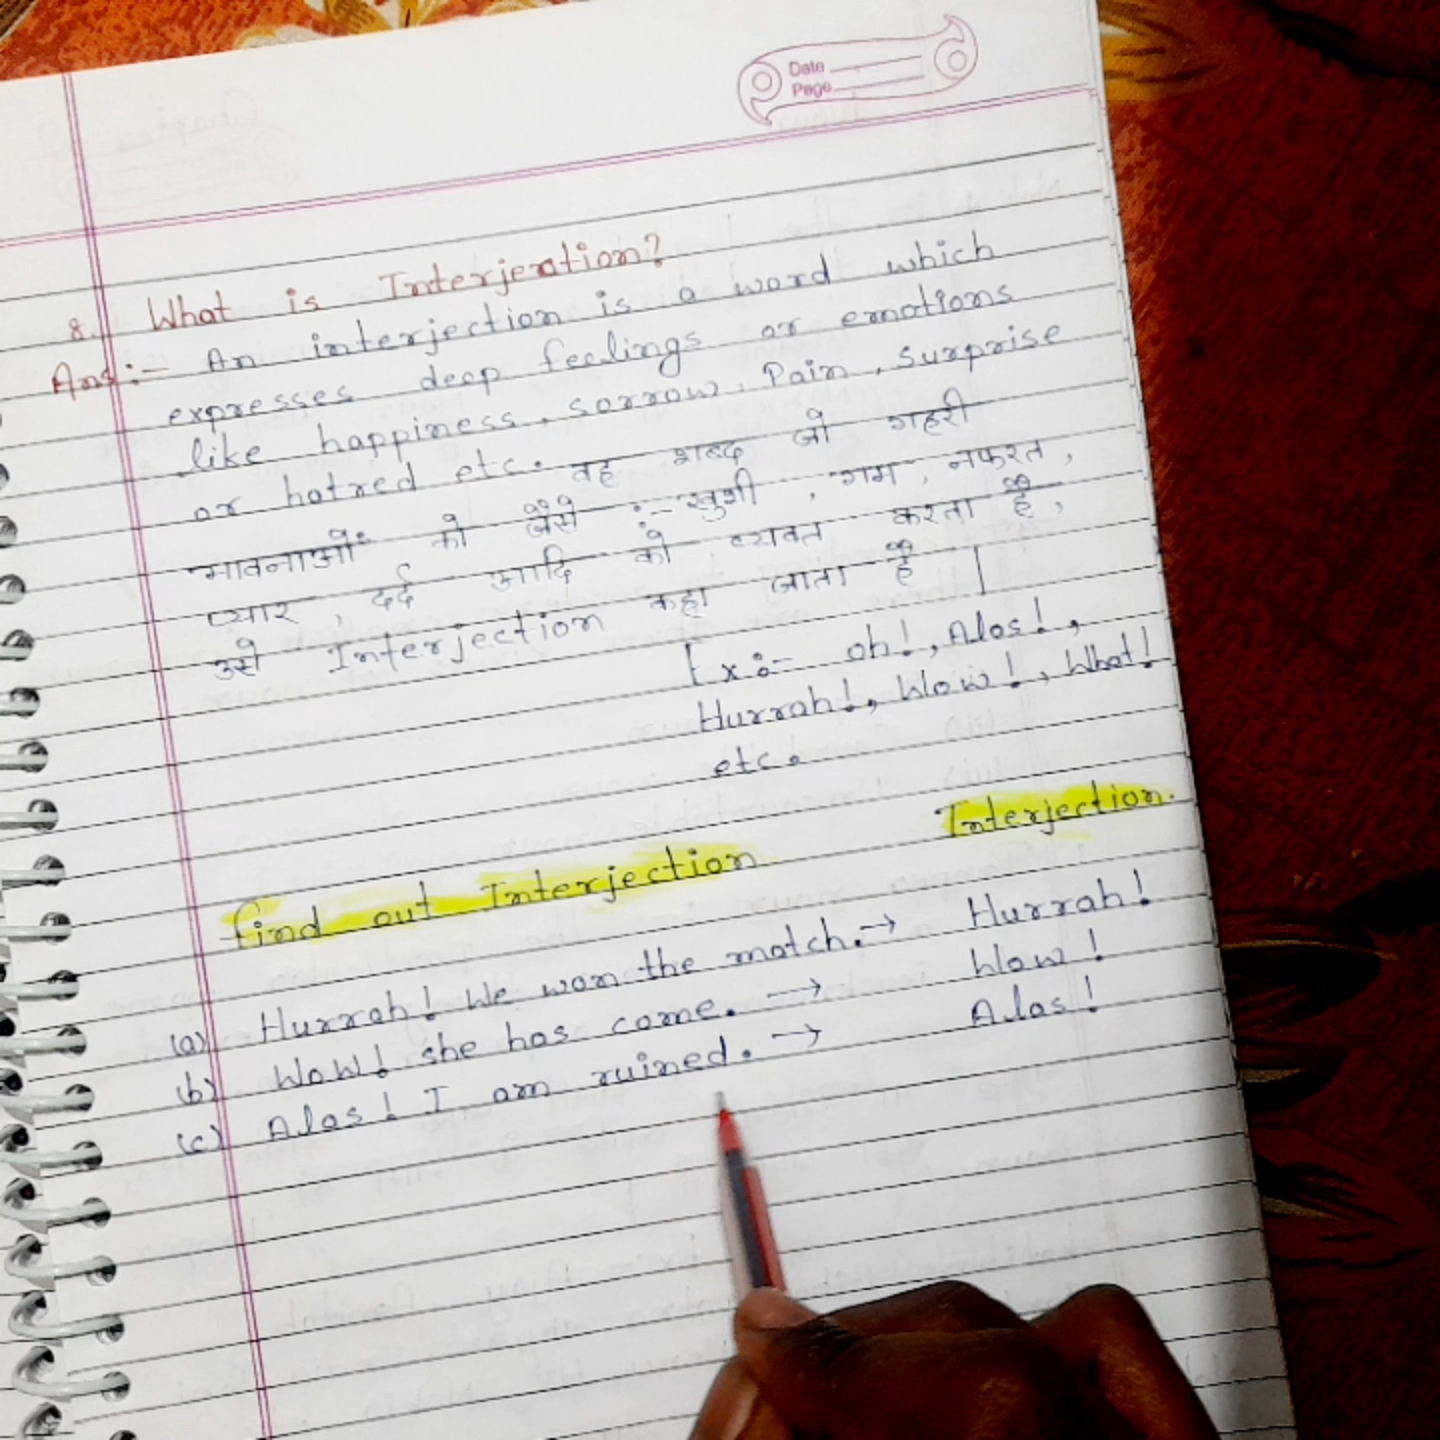 Date
Page
8. What is Interjection?
Ans:- An interjection is a word which
expresses deep feelings or emotions
like happiness, sorrow, Pain, surprise
or hatred etc. वह शब्द जो गहरी
भावनाओं को जैसे :- खुशी, गम, नफरत,
प्यार, दर्द आदि को व्यक्त करता है,
उसे Interjection कहा जाता है |
Ex:- oh!, Alas!,
Hurrah!, Wow!, What!
etc.
find out Interjection Interjection.
(a) Hurrah! We won the match. → Hurrah!
(b) WoW! she has come. → Wow!
(c) Alas! I am ruined. → Alas!